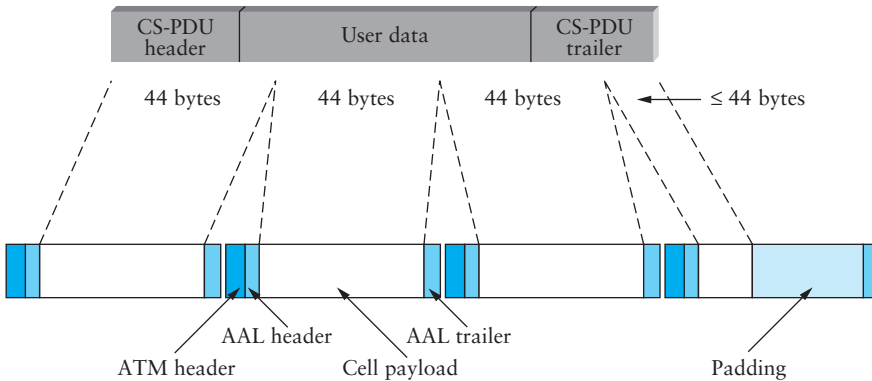 CS-PDU header
User data
CS-PDU trailer
44 bytes
44 bytes
44 bytes
≤ 44 bytes
AAL header
AAL trailer
ATM header
Cell payload
Padding